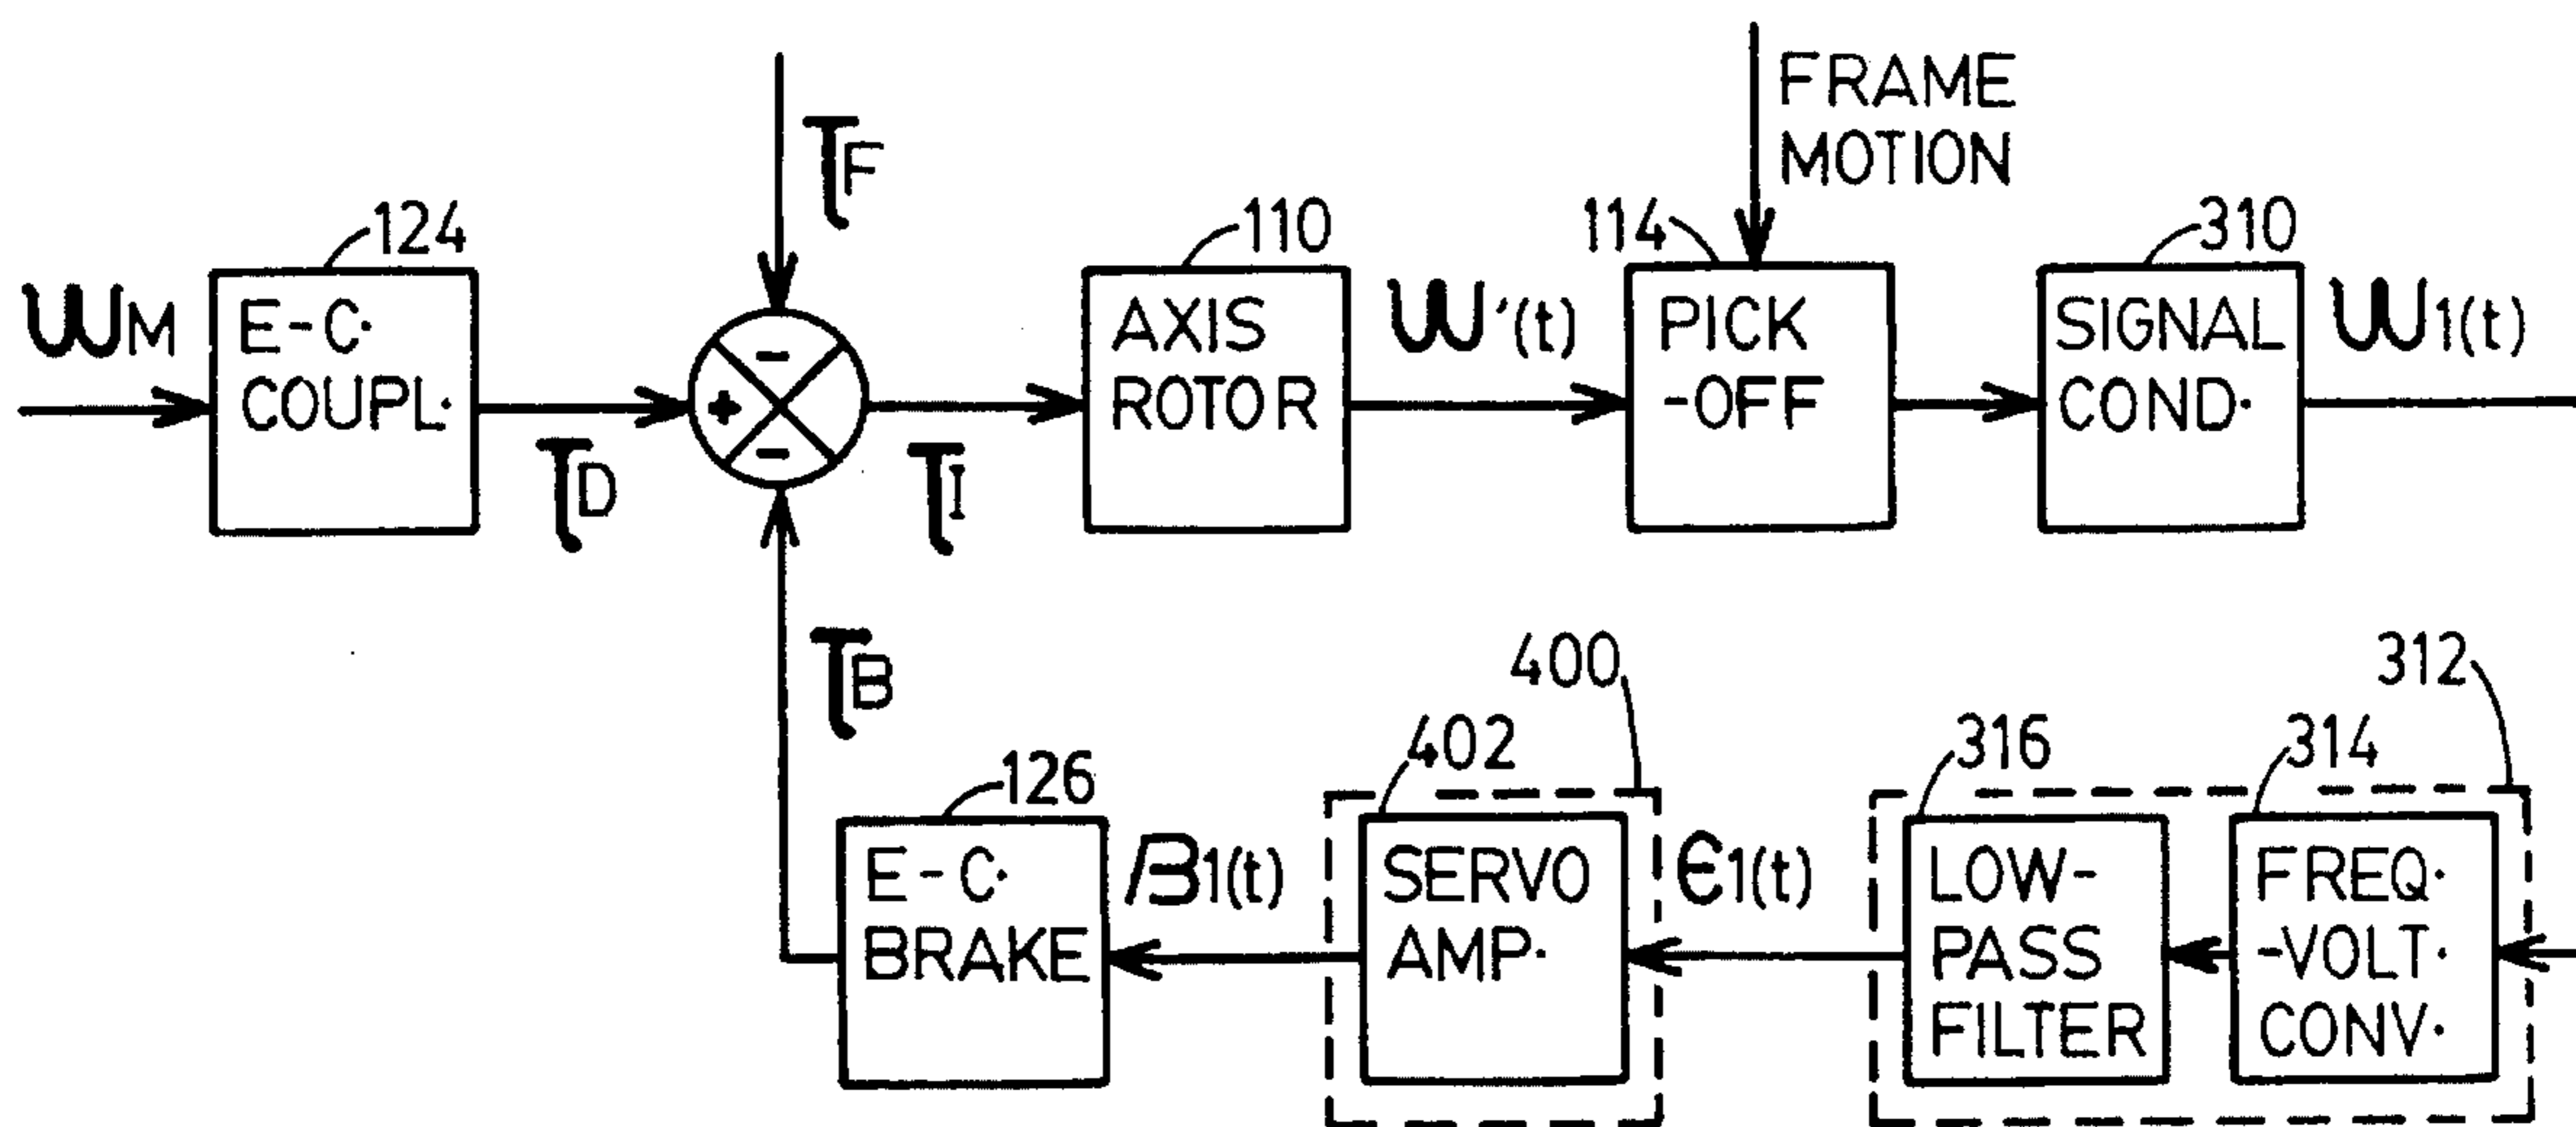 FRAME
MOTION
τF
124
110
114
310
ωM
E-C.
COUPL.
AXIS
ROTOR
ω'(t)
PICK
-OFF
SIGNAL
COND.
ω1(t)
-
+
-
τD
τI
τB
400
312
402
316
314
126
E-C.
BRAKE
β1(t)
SERVO
AMP.
ϵ1(t)
LOW-
PASS
FILTER
FREQ.
-VOLT.
CONV.